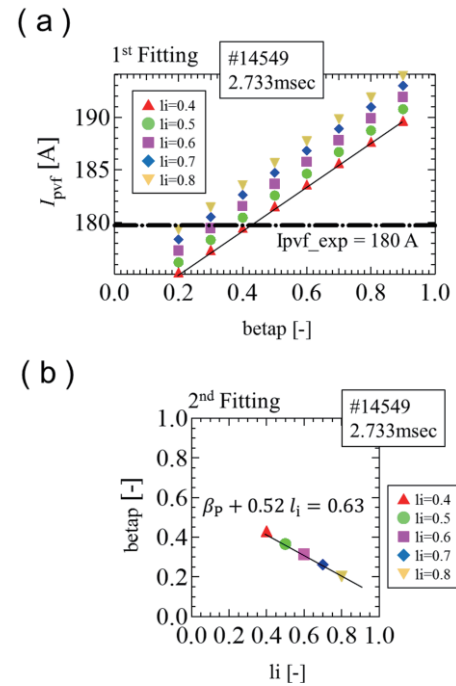 ( a )
1st Fitting
#14549
2.733msec
li=0.4
li=0.5
li=0.6
li=0.7
li=0.8
Ipvf [A]
190
185
180
175
Ipvf_exp = 180 A
0.0 0.2 0.4 0.6 0.8 1.0
betap [-]
( b )
2nd Fitting
#14549
2.733msec
betap [-]
1.0
0.8
0.6
0.4
0.2
0.0
βP + 0.52 li = 0.63
li=0.4
li=0.5
li=0.6
li=0.7
li=0.8
0.0 0.2 0.4 0.6 0.8 1.0
li [-]